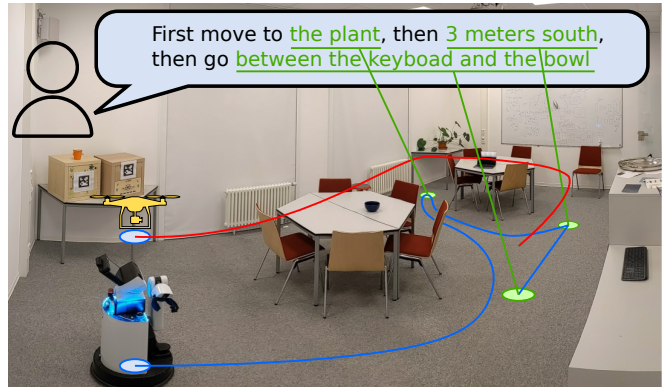 First move to the plant, then 3 meters south,
then go between the keyboad and the bowl